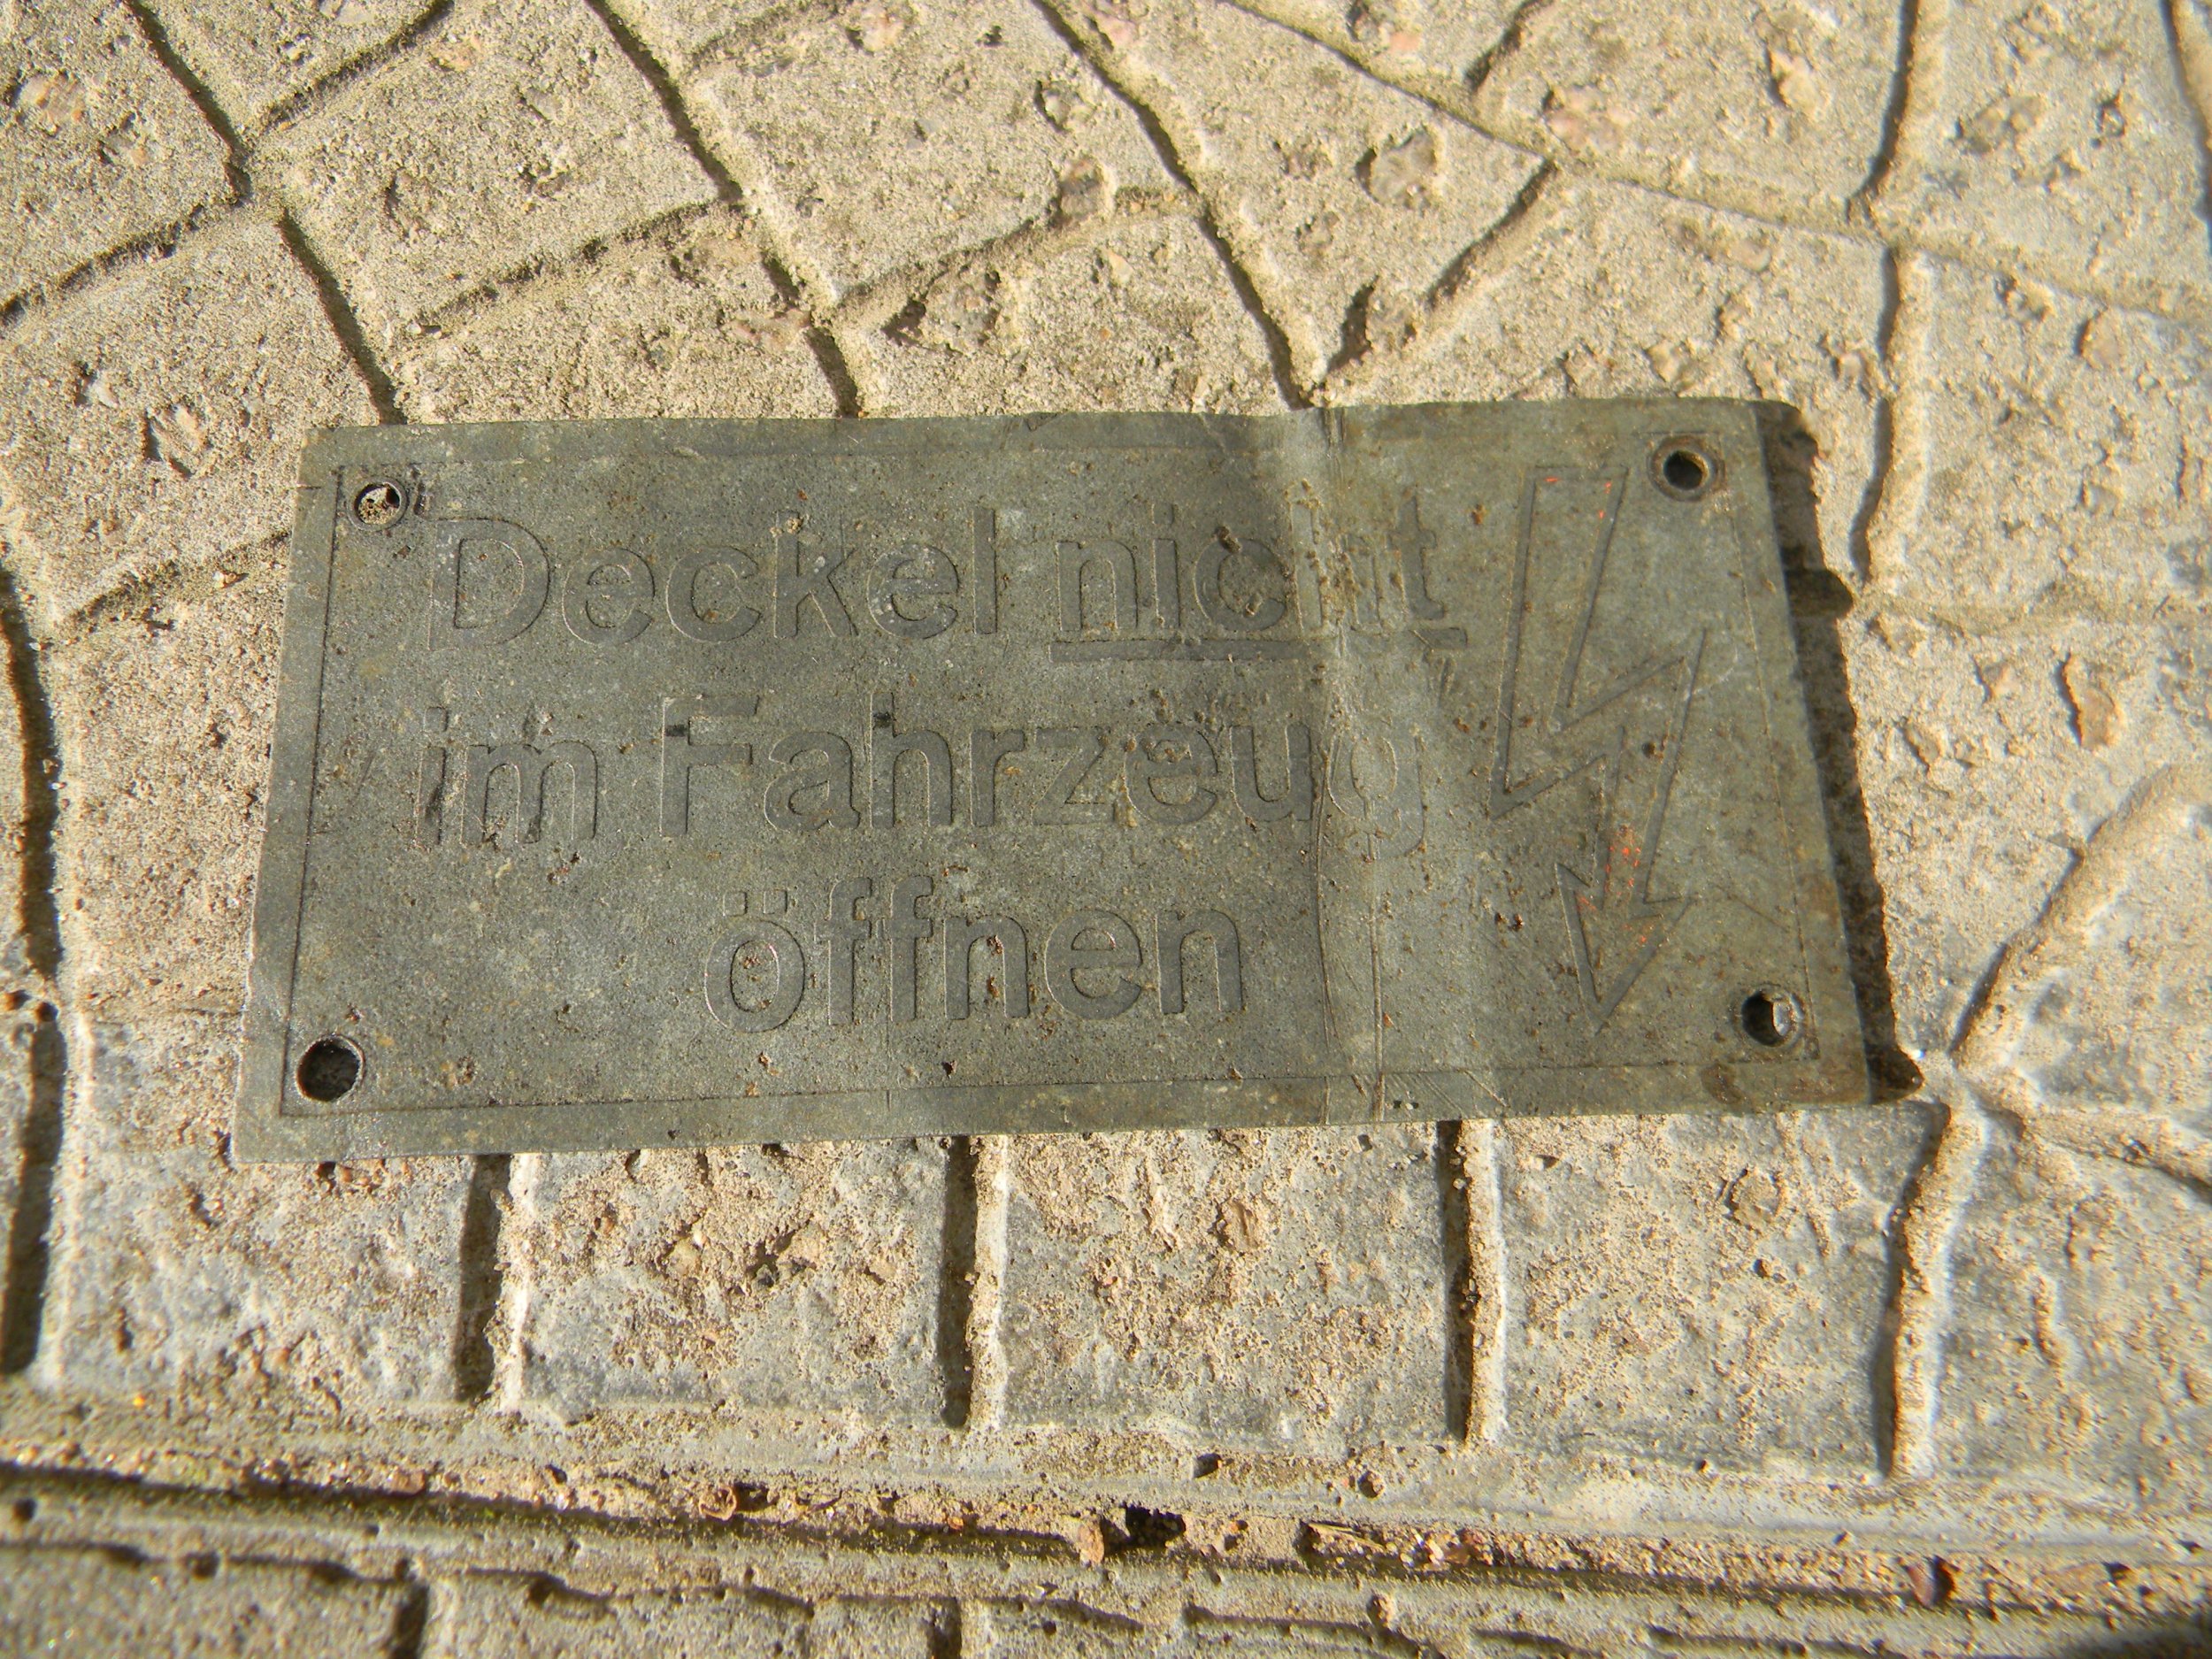 Deckel nicht
im Fahrzeug
öffnen